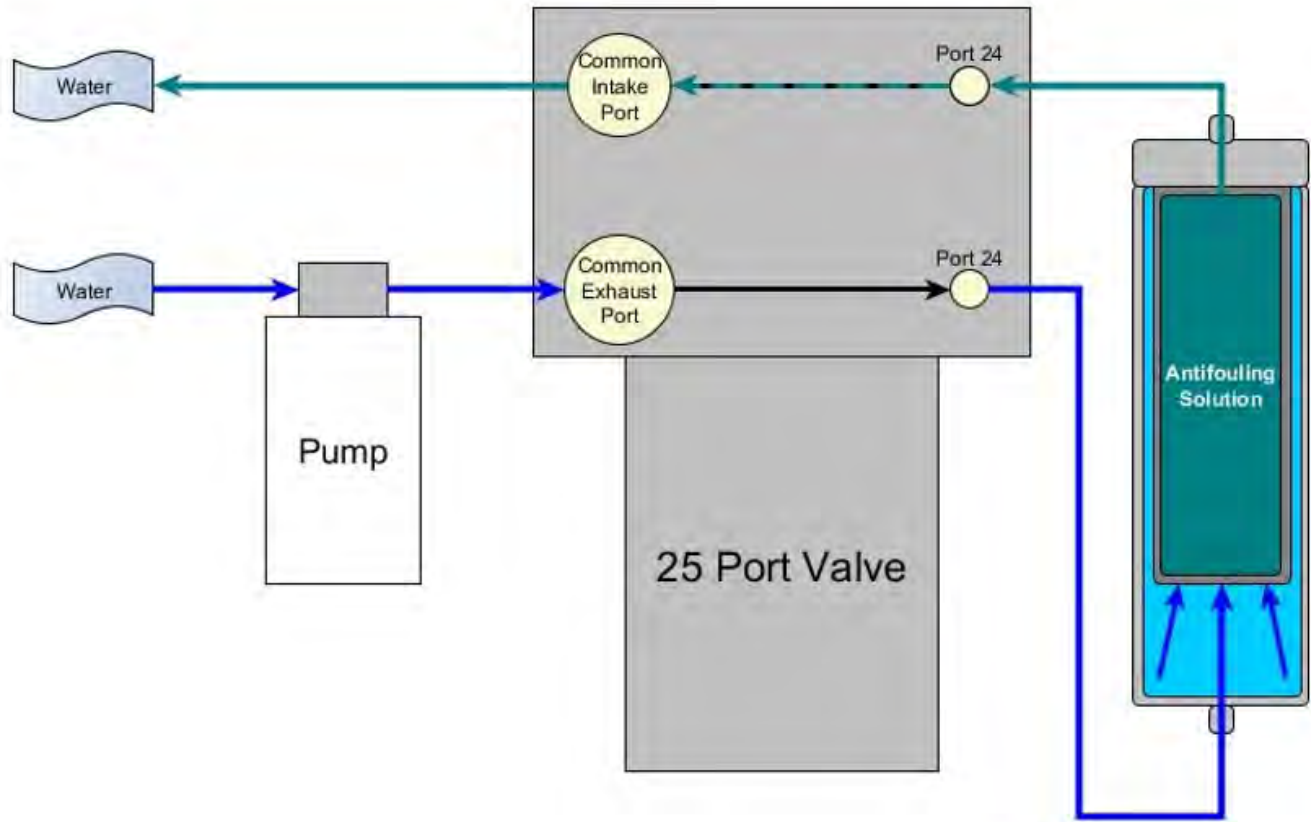 Water
Common
Intake
Port
Port 24
Water
Common
Exhaust
Port
Port 24
Antifouling
Solution
Pump
25 Port Valve